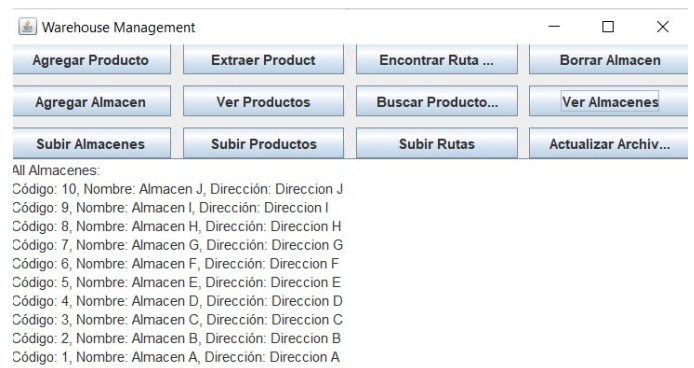 Warehouse Management
Agregar Producto Extraer Product Encontrar Ruta ... Borrar Almacen
Agregar Almacen Ver Productos Buscar Producto... Ver Almacenes
Subir Almacenes Subir Productos Subir Rutas Actualizar Archiv...
All Almacenes:
Código: 10, Nombre: Almacen J, Dirección: Direccion J
Código: 9, Nombre: Almacen I, Dirección: Direccion I
Código: 8, Nombre: Almacen H, Dirección: Direccion H
Código: 7, Nombre: Almacen G, Dirección: Direccion G
Código: 6, Nombre: Almacen F, Dirección: Direccion F
Código: 5, Nombre: Almacen E, Dirección: Direccion E
Código: 4, Nombre: Almacen D, Dirección: Direccion D
Código: 3, Nombre: Almacen C, Dirección: Direccion C
Código: 2, Nombre: Almacen B, Dirección: Direccion B
Código: 1, Nombre: Almacen A, Dirección: Direccion A